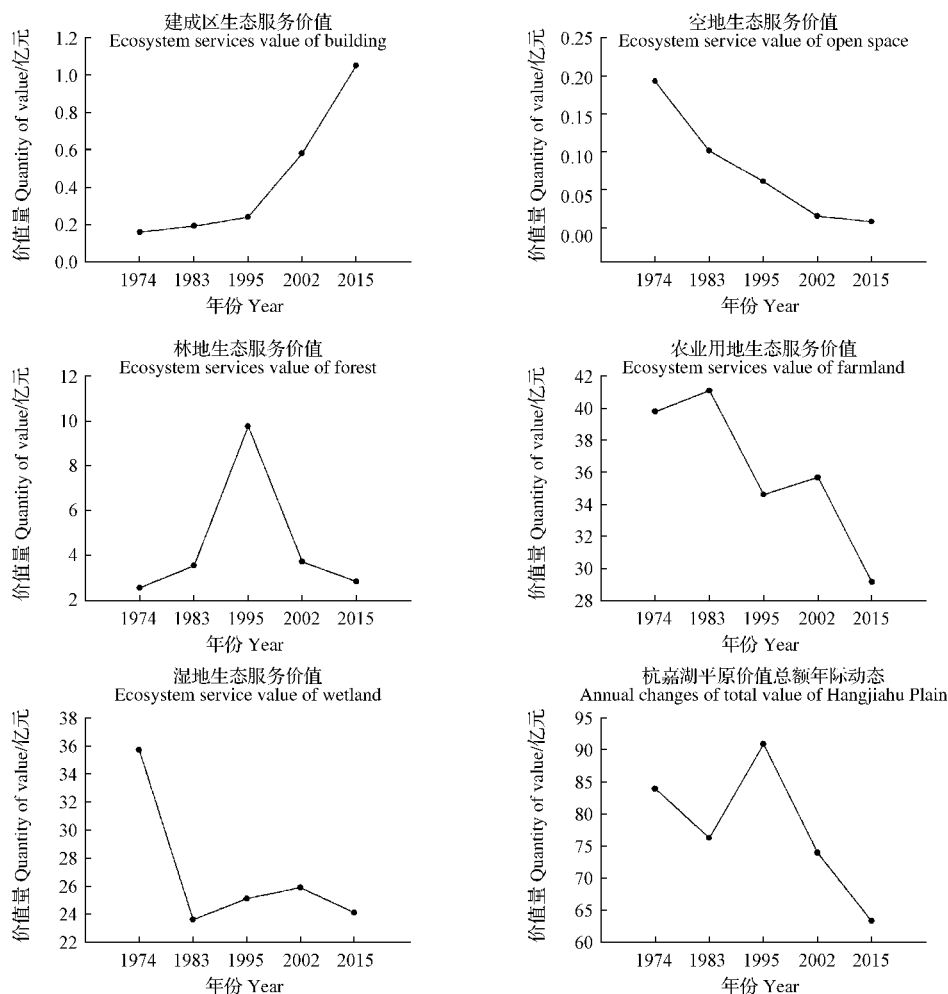 建成区生态服务价值
Ecosystem services value of building
价值量 Quantity of value/亿元
1.2
1.0
0.8
0.6
0.4
0.2
0.0
1974 1983 1995 2002 2015
年份 Year
空地生态服务价值
Ecosystem service value of open space
价值量 Quantity of value/亿元
0.25
0.20
0.15
0.10
0.05
0.00
1974 1983 1995 2002 2015
年份 Year
林地生态服务价值
Ecosystem services value of forest
价值量 Quantity of value/亿元
12
10
8
6
4
2
1974 1983 1995 2002 2015
年份 Year
农业用地生态服务价值
Ecosystem services value of farmland
价值量 Quantity of value/亿元
42
40
38
36
34
32
30
28
1974 1983 1995 2002 2015
年份 Year
湿地生态服务价值
Ecosystem service value of wetland
价值量 Quantity of value/亿元
38
36
34
32
30
28
26
24
22
1974 1983 1995 2002 2015
年份 Year
杭嘉湖平原价值总额年际动态
Annual changes of total value of Hangjiahu Plain
价值量 Quantity of value/亿元
95
90
85
80
75
70
65
60
1974 1983 1995 2002 2015
年份 Year